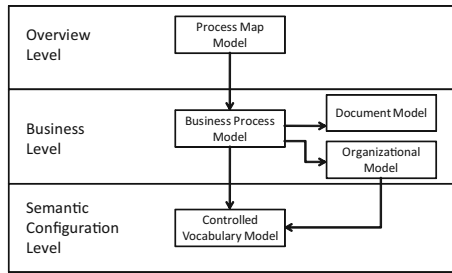 Overview
Level
Process Map
Model
Business
Level
Business Process
Model
Document Model
Organizational
Model
Semantic
Configuration
Level
Controlled
Vocabulary Model